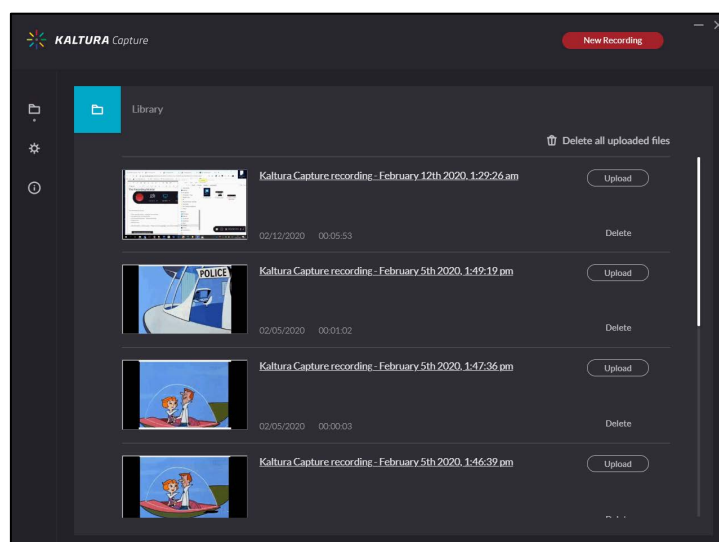 KALTURA Capture
New Recording
Library
Delete all uploaded files
Kaltura Capture recording - February 12th 2020, 1:29:26 am
Upload
02/12/2020 00:05:53
Delete
POLICE
Kaltura Capture recording - February 5th 2020, 1:49:19 pm
Upload
02/05/2020 00:01:02
Delete
Kaltura Capture recording - February 5th 2020, 1:47:36 pm
Upload
02/05/2020 00:00:03
Delete
Kaltura Capture recording - February 5th 2020, 1:46:39 pm
Upload